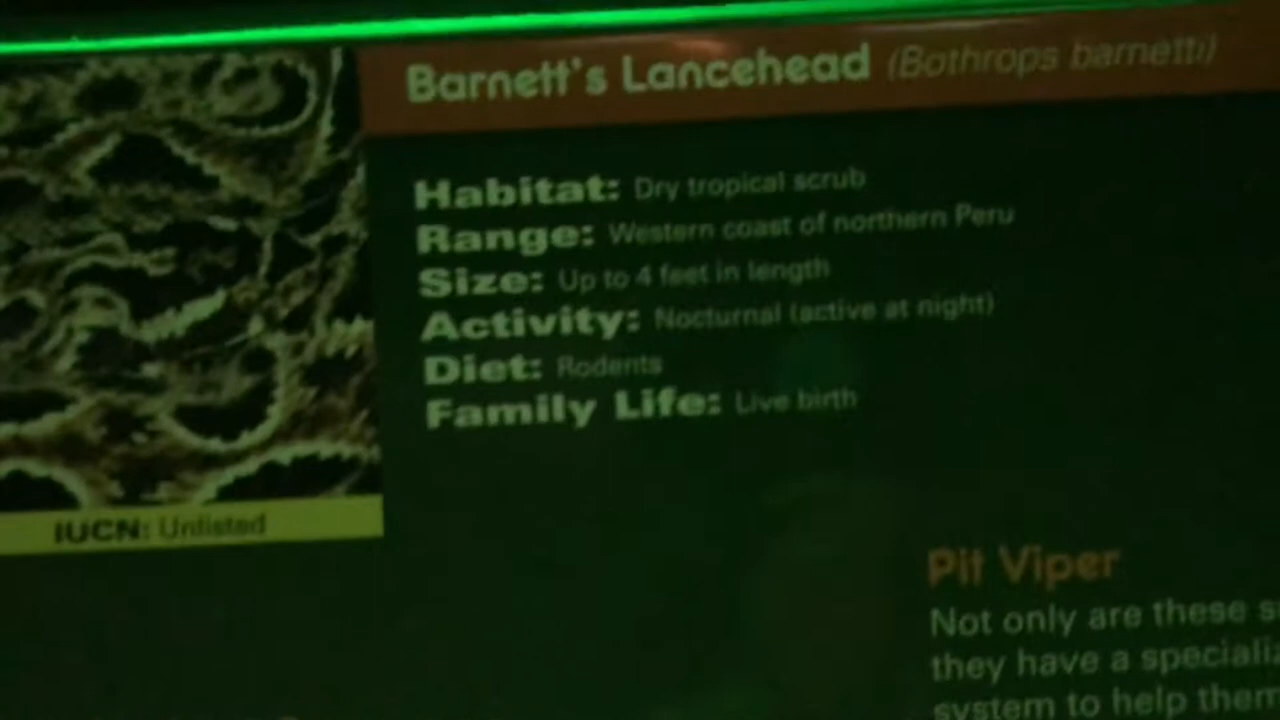 Barnett's Lancehead (Bothrops barnetti)
Habitat: Dry tropical scrub
Range: Western coast of northern Peru
Size: Up to 4 feet in length
Activity: Nocturnal (active at night)
Diet: Rodents
Family Life: Live birth
IUCN: Unlisted
Pit Viper
Not only are these
they have a
system to help them